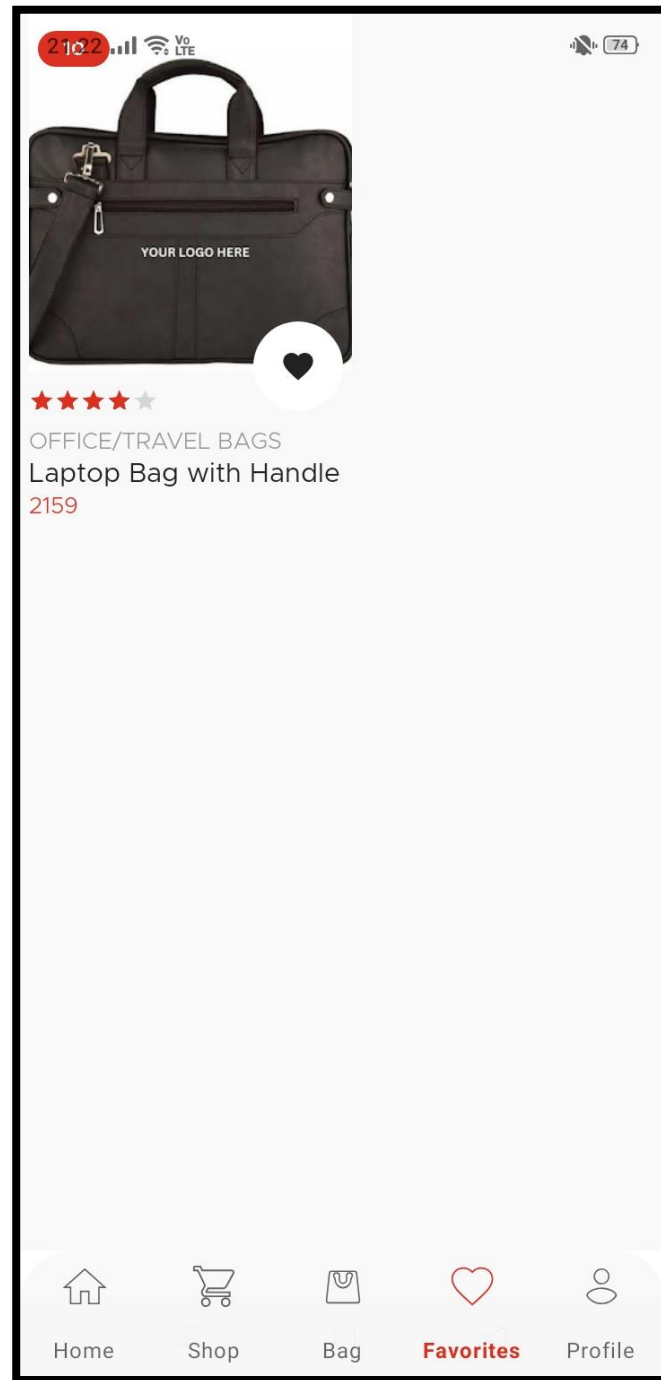 21:22 Vo LTE 74
10
YOUR LOGO HERE
OFFICE/TRAVEL BAGS
Laptop Bag with Handle
2159
Home Shop Bag Favorites Profile